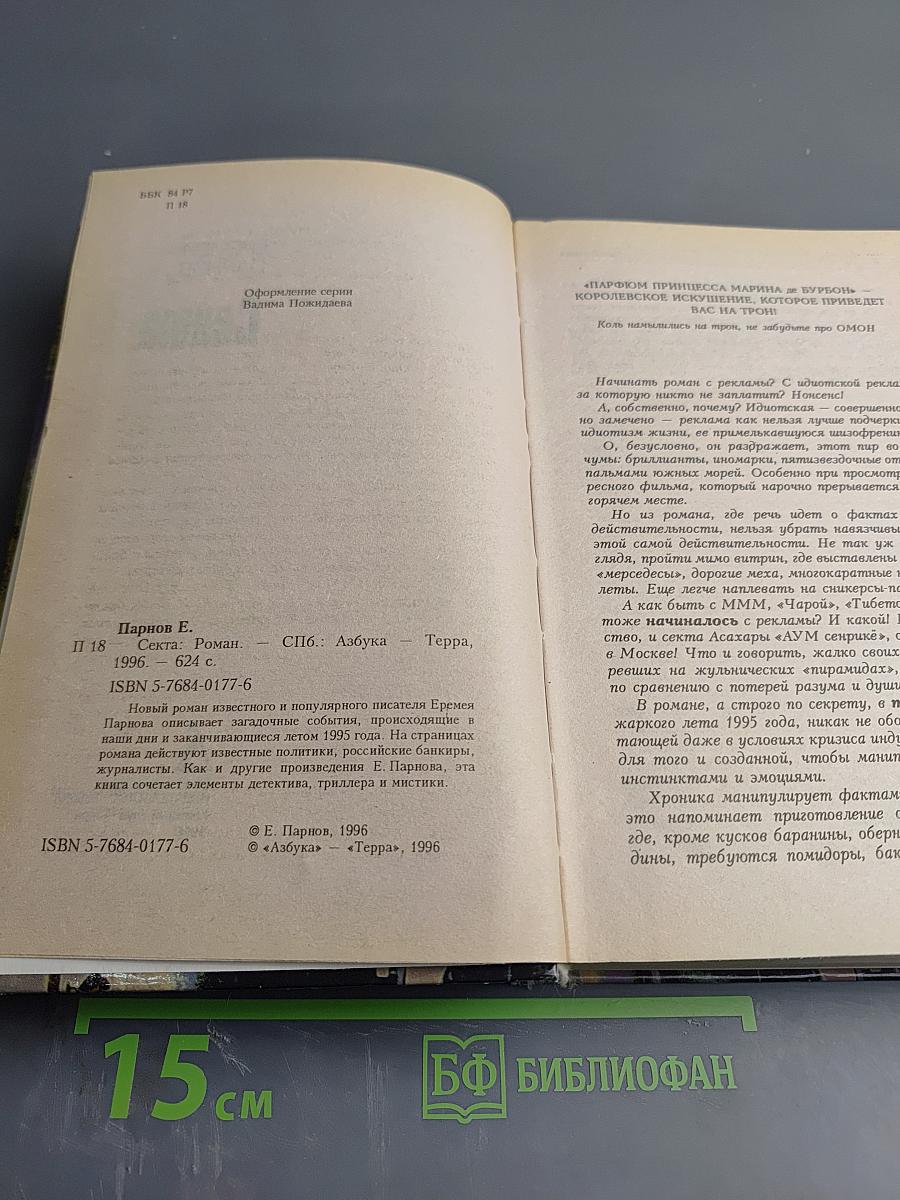 ББК 84 Р7
П 18
Оформление серии
Вадима Пожидаева
Парнов Е.
П 18 Секта: Роман. — СПб.: Азбука — Терра,
1996. — 624 с.
ISBN 5-7684-0177-6
Новый роман известного и популярного писателя Еремея
Парнова описывает загадочные события, происходящие в
наши дни и заканчивающиеся летом 1995 года. На страницах
романа действуют известные политики, российские банкиры,
журналисты. Как и другие произведения Е. Парнова, эта
книга сочетает элементы детектива, триллера и мистики.
ISBN 5-7684-0177-6
© Е. Парнов, 1996
© «Азбука» — «Терра», 1996
«ПАРФЮМ ПРИНЦЕССА МАРИНА де БУРБОН» —
КОРОЛЕВСКОЕ ИСКУШЕНИЕ, КОТОРОЕ ПРИВЕДЕТ
ВАС НА ТРОН!
Коль намылились на трон, не забудьте про ОМОН
Начинать роман с рекламы? С идиотской рекла
за которую никто не заплатит? Нонсенс!
А, собственно, почему? Идиотская — совершенно
но замечено — реклама как нельзя лучше подчерки
идиотизм жизни, ее примелькавшуюся шизофрени
О, безусловно, он раздражает, этот пир во
чумы: бриллианты, иномарки, пятизвездочные от
пальмами южных морей. Особенно при просмотр
ресного фильма, который нарочно прерывается
горячем месте.
Но из романа, где речь идет о фактах
действительности, нельзя убрать навязчивы
этой самой действительности. Не так уж
глядя, пройти мимо витрин, где выставлены
«мерседесы», дорогие меха, многокаратные
леты. Еще легче наплевать на сникерсы-па
А как быть с МММ, «Чарой», «Тибето
тоже начиналось с рекламы? И какой!
ство, и секта Асахары «АУМ сенрикё», с
в Москве! Что и говорить, жалко своих
ревших на жульнических «пирамидах»,
по сравнению с потерей разума и души
В романе, а строго по секрету, в
жаркого лета 1995 года, никак не обо
тающей даже в условиях кризиса инду
для того и созданной, чтобы манип
инстинктами и эмоциями.
Хроника манипулирует фактам
это напоминает приготовление
где, кроме кусков баранины, оберн
дины, требуются помидоры, бак
15 см
БФ БИБЛИОФАН